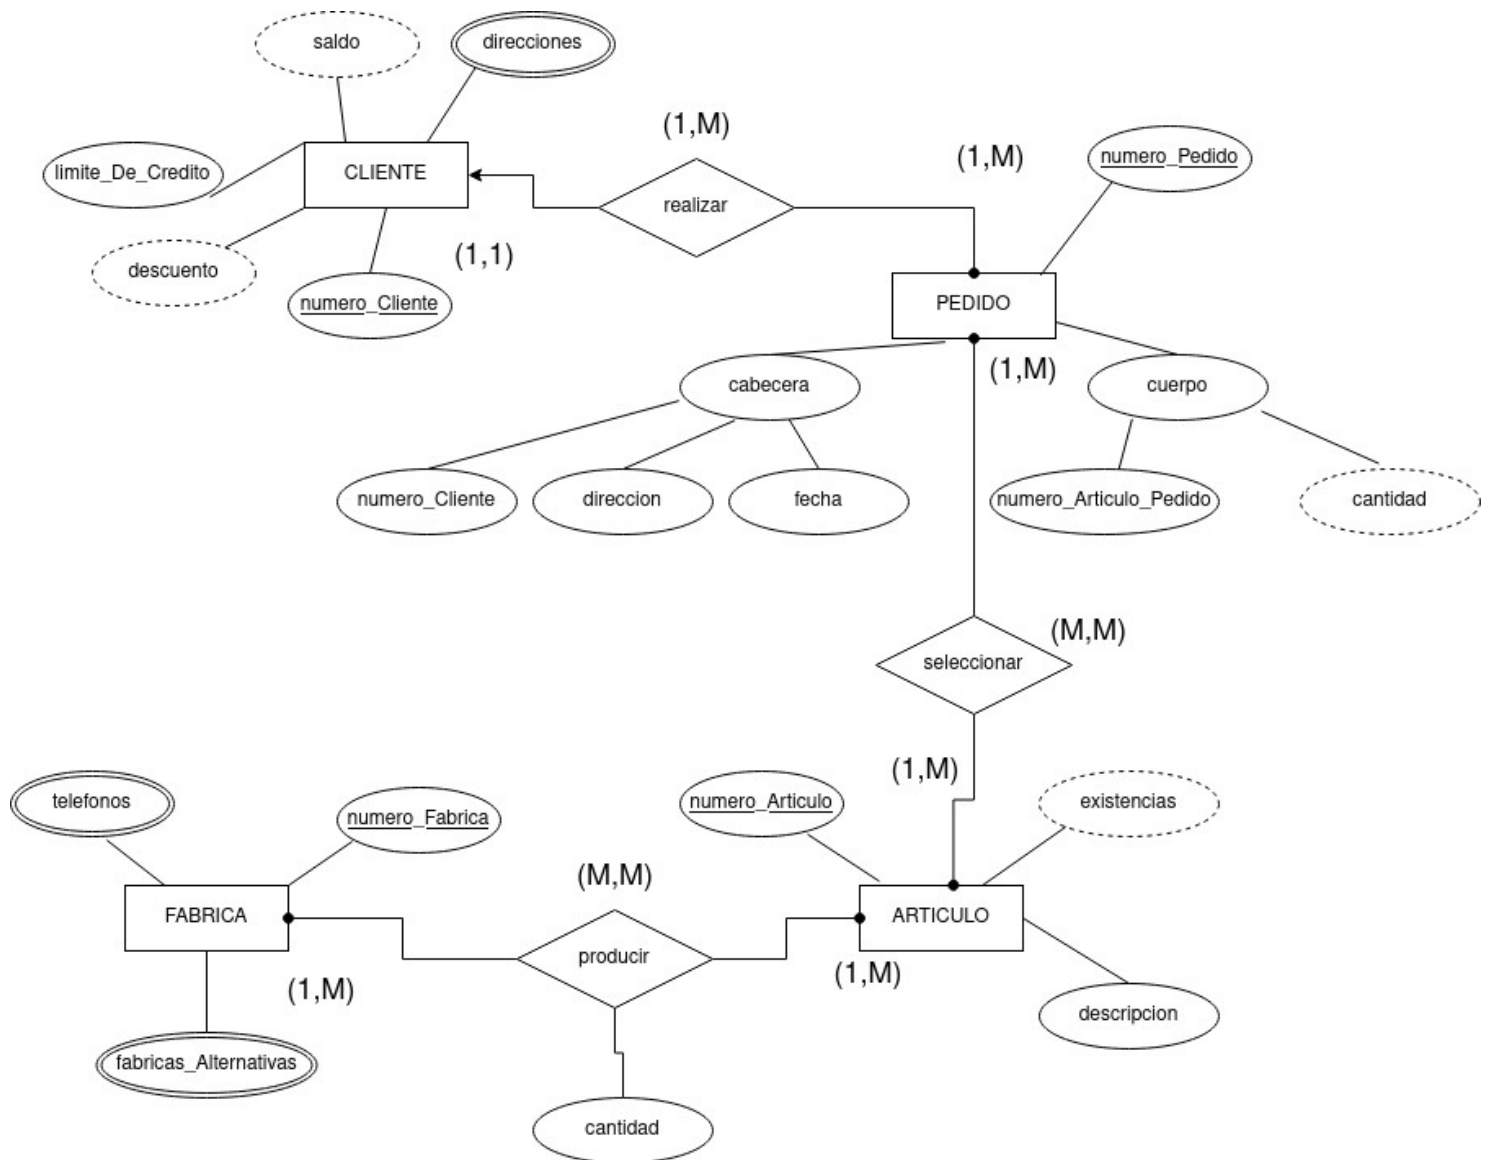 saldo
direcciones
(1,M)
(1,M)
numero_Pedido
limite_De_Credito
CLIENTE
realizar
descuento
(1,1)
numero_Cliente
PEDIDO
(1,M)
cabecera
cuerpo
numero_Cliente
direccion
fecha
numero_Articulo_Pedido
cantidad
(M,M)
seleccionar
(1,M)
telefonos
numero_Fabrica
numero_Articulo
existencias
(M,M)
FABRICA
ARTICULO
producir
(1,M)
(1,M)
descripcion
fabricas_Alternativas
cantidad